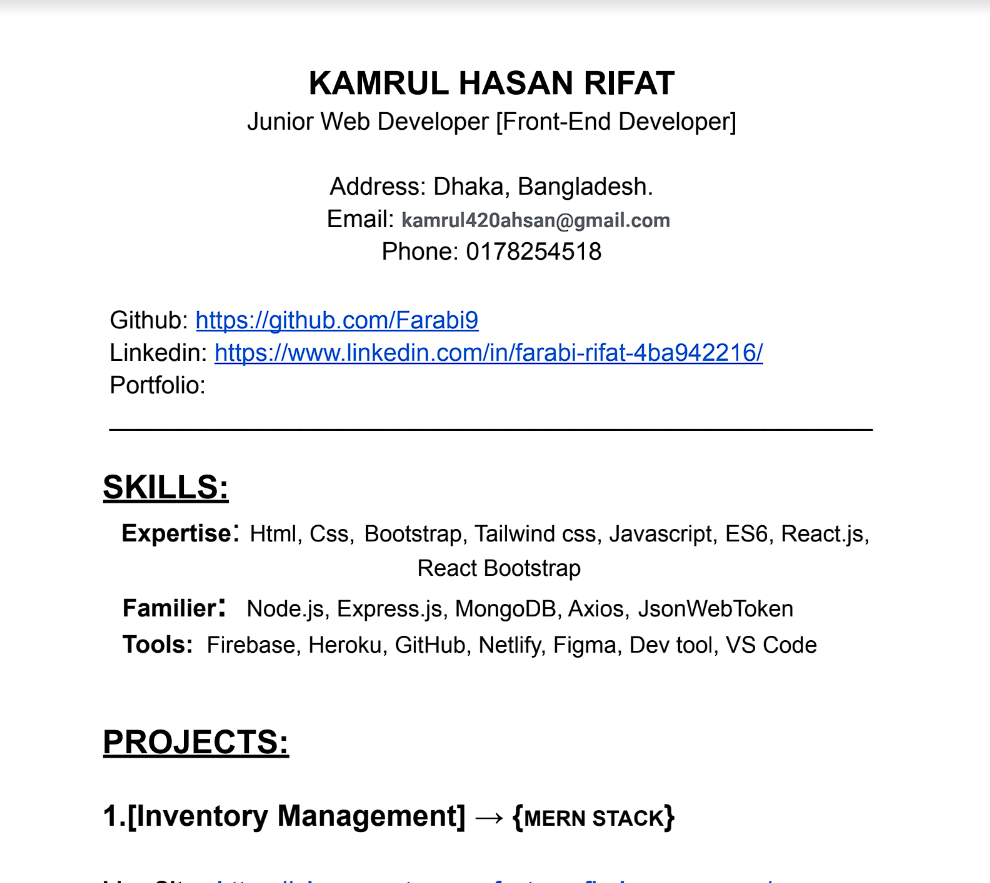 KAMRUL HASAN RIFAT
Junior Web Developer [Front-End Developer]
Address: Dhaka, Bangladesh.
Email: kamrul420ahsan@gmail.com
Phone: 0178254518
Github: https://github.com/Farabi9
Linkedin: https://www.linkedin.com/in/farabi-rifat-4ba942216/
Portfolio:
SKILLS:
Expertise: Html, Css, Bootstrap, Tailwind css, Javascript, ES6, React.js,
React Bootstrap
Familier: Node.js, Express.js, MongoDB, Axios, JsonWebToken
Tools: Firebase, Heroku, GitHub, Netlify, Figma, Dev tool, VS Code
PROJECTS:
1.[Inventory Management] → {MERN STACK}